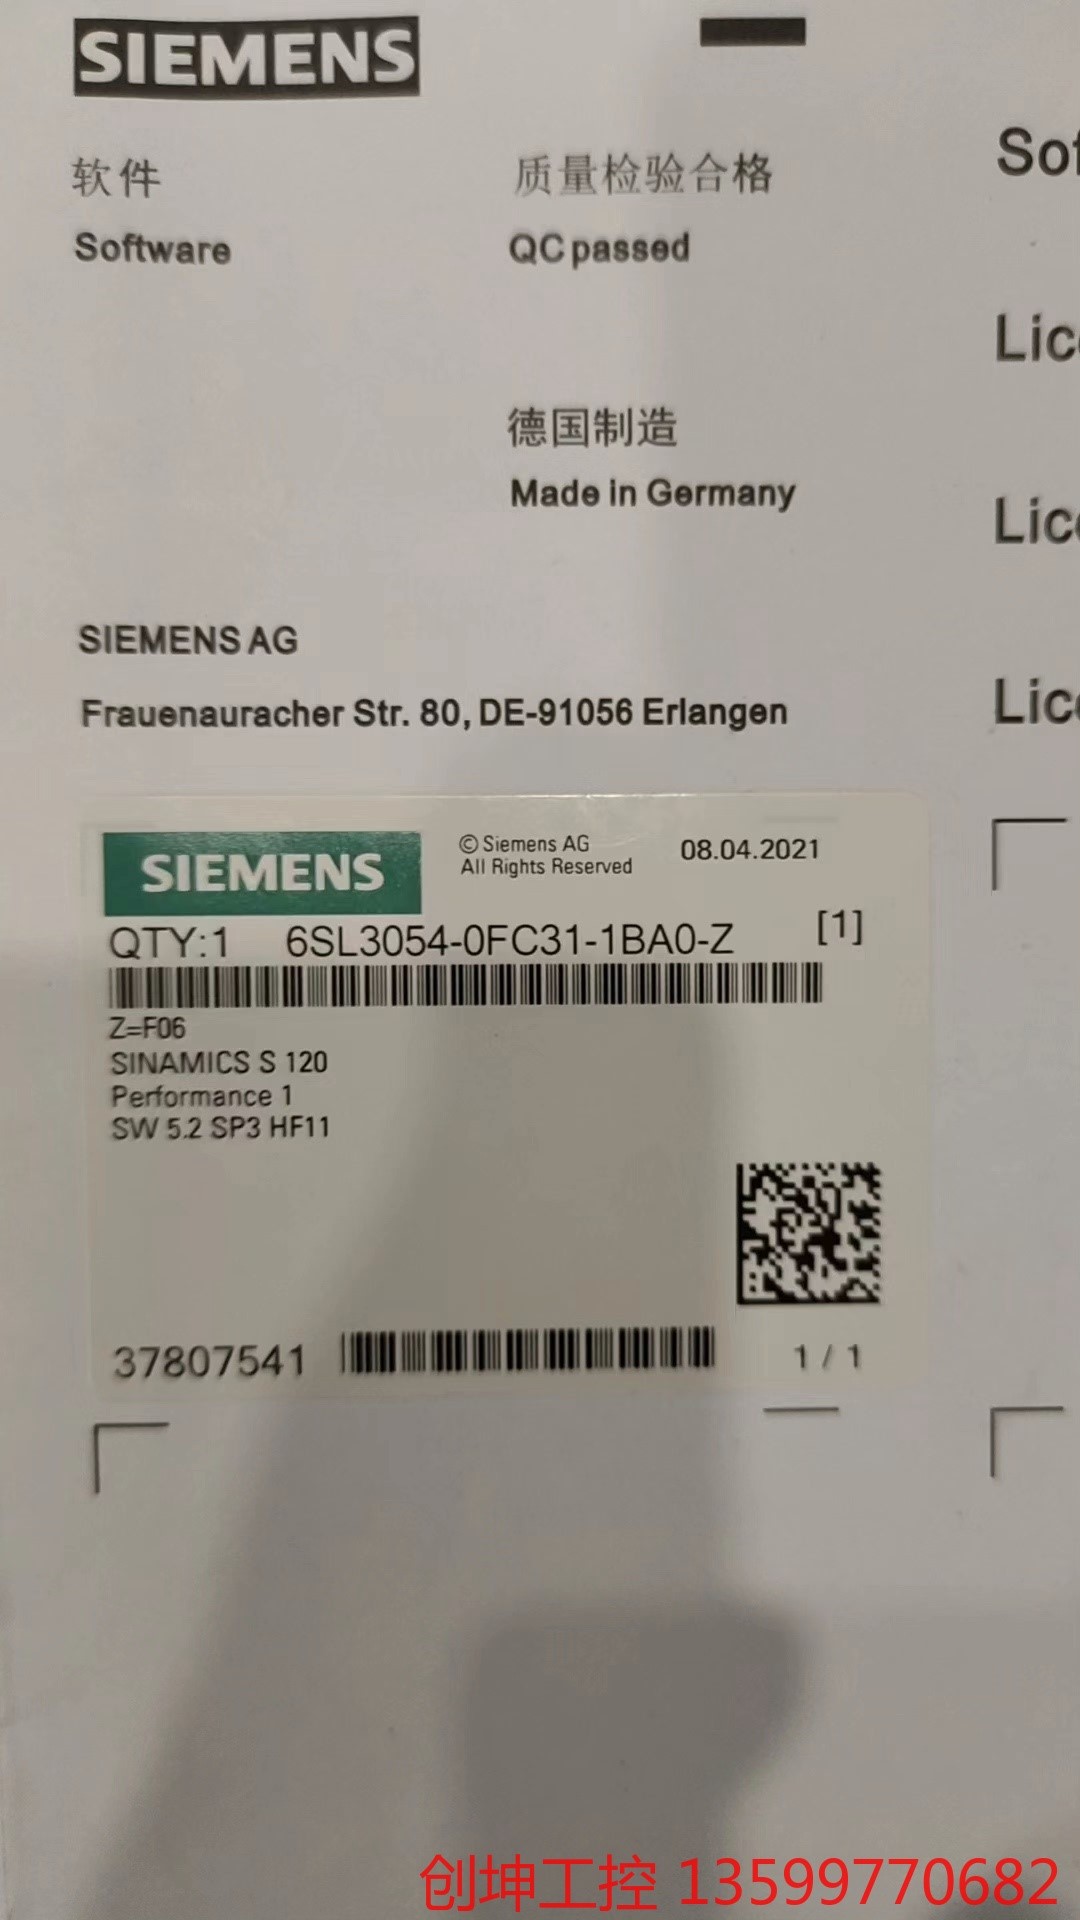 SIEMENS
软件
质量检验合格
Software
QC passed
德国制造
Made in Germany
SIEMENS AG
Frauenauracher Str. 80, DE-91056 Erlangen
SIEMENS
© Siemens AG
All Rights Reserved
08.04.2021
QTY:1 6SL3054-0FC31-1BA0-Z [1]
Z=F06
SINAMICS S 120
Performance 1
SW 5.2 SP3 HF11
37807541
1 / 1
创坤工控 13599770682